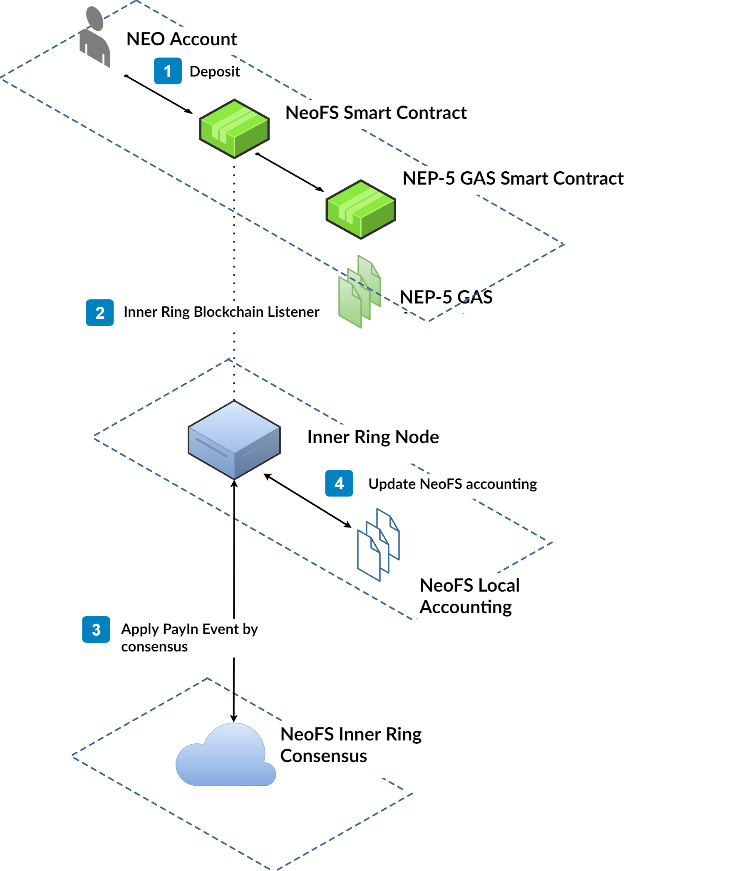 NEO Account
1 Deposit
NeoFS Smart Contract
NEP-5 GAS Smart Contract
NEP-5 GAS
2 Inner Ring Blockchain Listener
Inner Ring Node
4 Update NeoFS accounting
NeoFS Local
Accounting
3 Apply PayIn Event by
consensus
NeoFS Inner Ring
Consensus